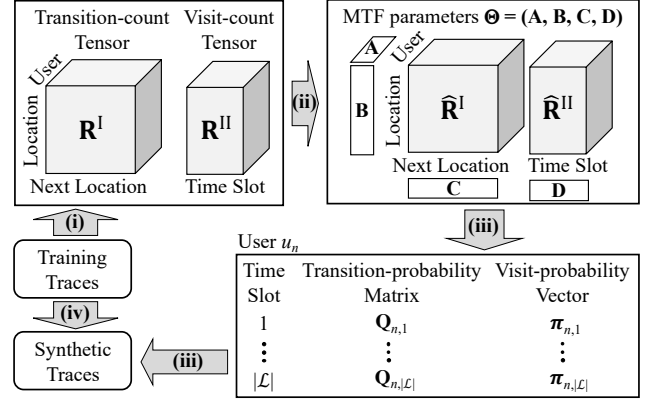 Transition-count
Tensor
Visit-count
Tensor
User
Location
R^I
R^II
Next Location
Time Slot
(ii)
MTF parameters Θ = (A, B, C, D)
A
User
B
Location
R̂^I
R̂^II
Next Location
Time Slot
C
D
(i)
(iii)
Training
Traces
(iv)
Synthetic
Traces
(iii)
User u_n
Time
Slot
Transition-probability
Matrix
Visit-probability
Vector
1
Q_{n,1}
π_{n,1}
⋮
⋮
⋮
|ℒ|
Q_{n,|ℒ|}
π_{n,|ℒ|}